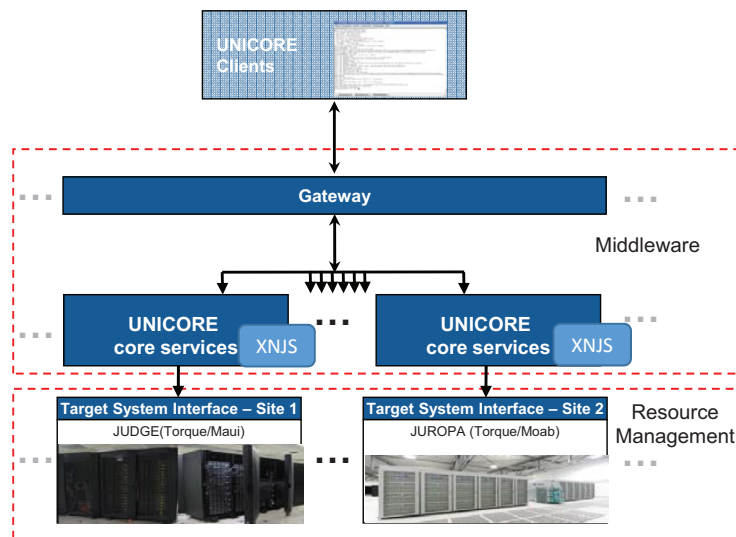 UNICORE
Clients
Gateway
Middleware
UNICORE
core services
XNJS
UNICORE
core services
XNJS
Target System Interface – Site 1
JUDGE(Torque/Maui)
Target System Interface – Site 2
JUROPA (Torque/Moab)
Resource
Management